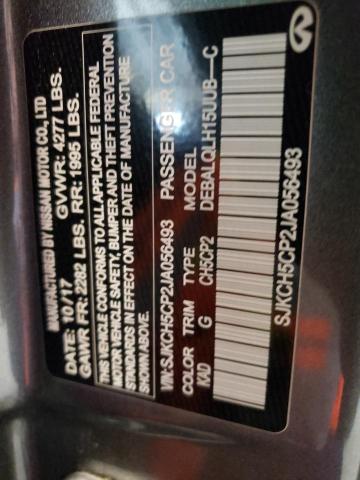 MANUFACTURED BY NISSAN MOTOR CO., LTD
DATE: 10/17 GVWR: 4277 LBS.
GAWR FR: 2282 LBS. RR: 1995 LBS.
THIS VEHICLE CONFORMS TO ALL APPLICABLE FEDERAL
MOTOR VEHICLE SAFETY, BUMPER AND THEFT PREVENTION
STANDARDS IN EFFECT ON THE DATE OF MANUFACTURE
SHOWN ABOVE.
VIN: SJKCH5CP2JA056493 PASSENGER CAR
COLOR TRIM TYPE MODEL
KAD G CH5CP2 DEBALQLH15UUB--C
SJKCH5CP2JA056493